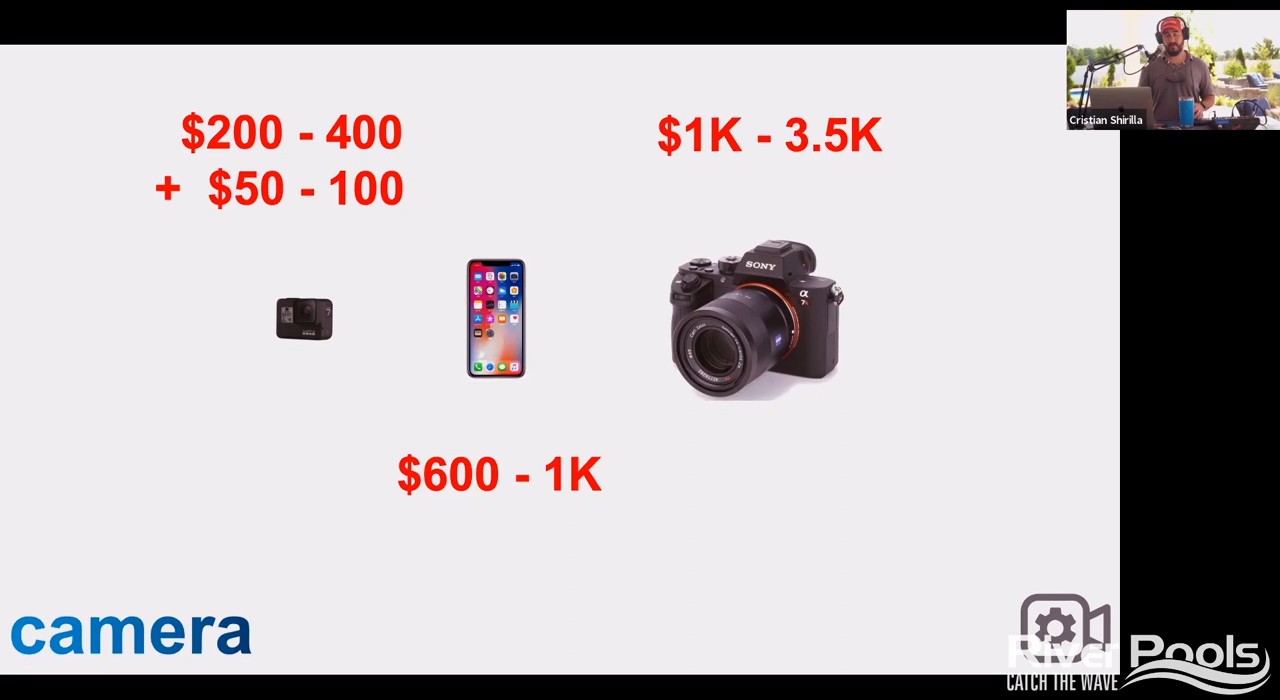 $200 - 400
+ $50 - 100
$1K - 3.5K
Cristian Shirilla
SONY
α
$600 - 1K
camera
River Pools
CATCH THE WAVE